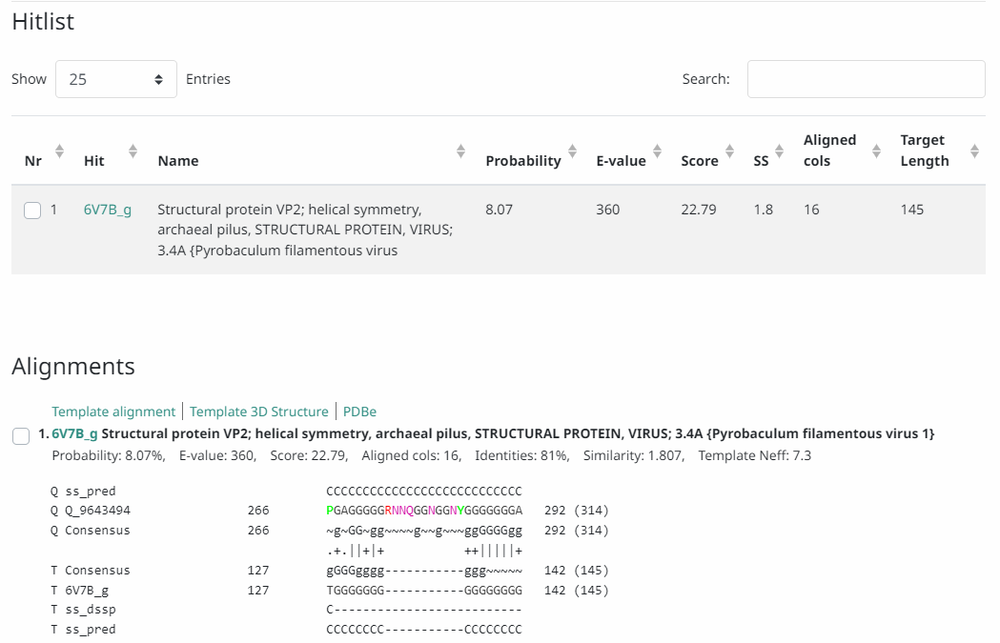 Hitlist
Show 25 Entries Search:
Nr Hit Name Probability E-value Score SS Aligned cols Target Length
1 6V7B_g Structural protein VP2; helical symmetry, 8.07 360 22.79 1.8 16 145
archaeal pilus, STRUCTURAL PROTEIN, VIRUS;
3.4A {Pyrobaculum filamentous virus
Alignments
Template alignment | Template 3D Structure | PDBe
1. 6V7B_g Structural protein VP2; helical symmetry, archaeal pilus, STRUCTURAL PROTEIN, VIRUS; 3.4A {Pyrobaculum filamentous virus 1}
Probability: 8.07%, E-value: 360, Score: 22.79, Aligned cols: 16, Identities: 81%, Similarity: 1.807, Template Neff: 7.3
Q ss_pred CCCCCCCCCCCCCCCCCCCCCCCCCCC
Q Q_9643494 266 PGAGGGGGRNNQGGNGGNYGGGGGGGA 292 (314)
Q Consensus 266 ~g~GG~gg~~~~g~~g~~~ggGGGGgg 292 (314)
.+.||+|+ ++|||||+
T Consensus 127 gGGGgggg-----------ggg~~~~~ 142 (145)
T 6V7B_g 127 TGGGGGGG-----------GGGGGGGG 142 (145)
T ss_dssp C--------------------------
T ss_pred CCCCCCCC-----------CCCCCCCC